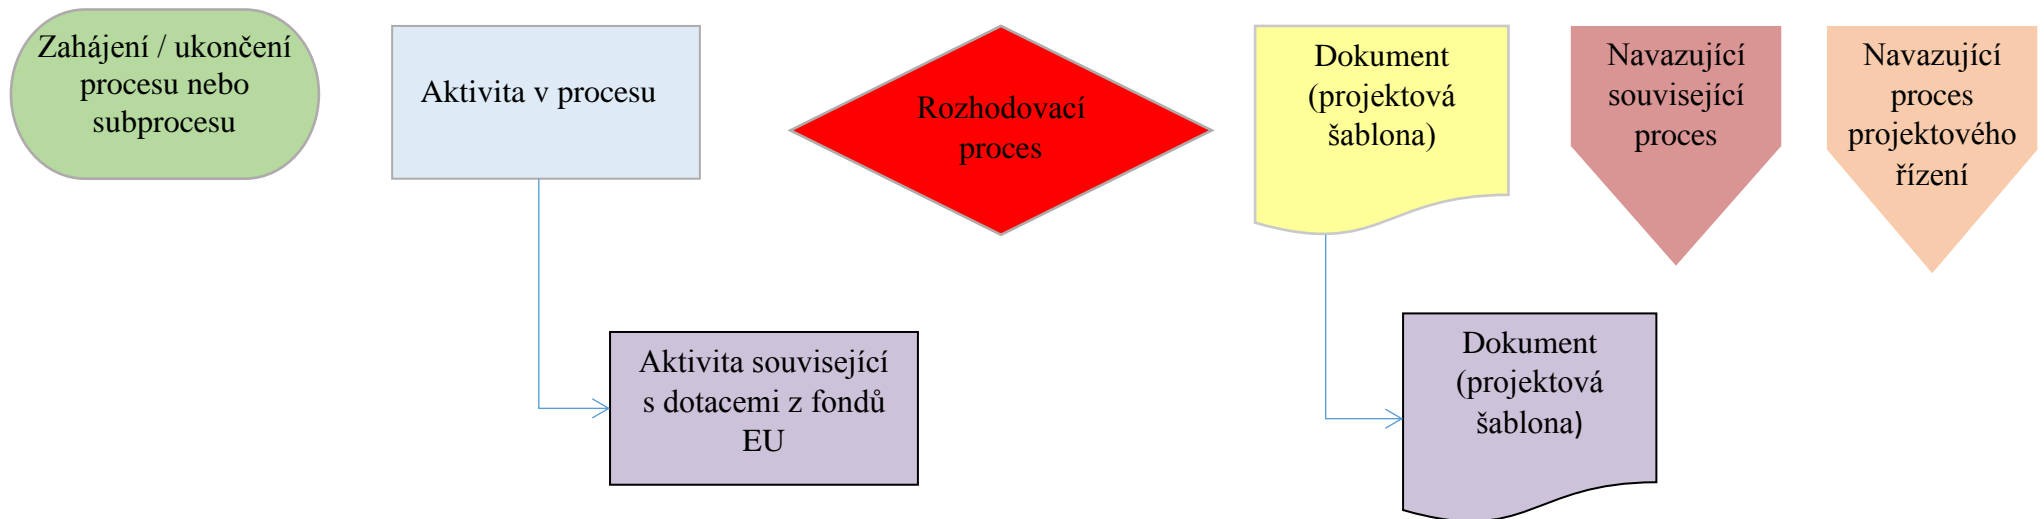 Zahájení / ukončení
procesu nebo
subprocesu
Aktivita v procesu
Rozhodovací
proces
Dokument
(projektová
šablona)
Navazující
související
proces
Navazující
proces
projektového
řízení
Aktivita související
s dotacemi z fondů
EU
Dokument
(projektová
šablona)